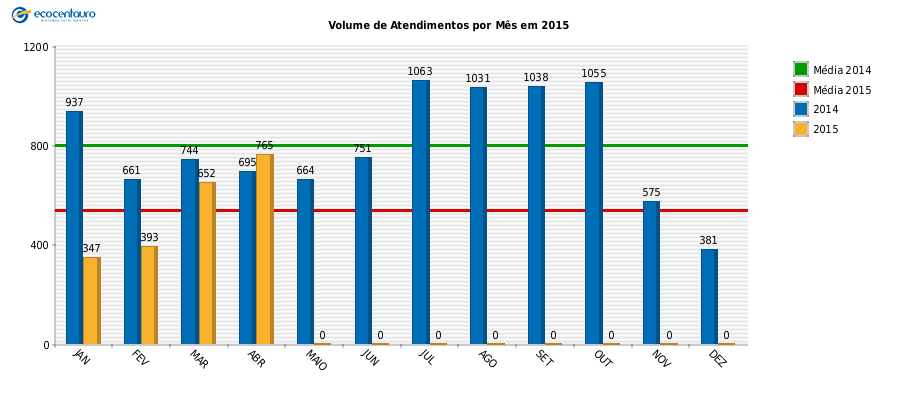 ecocentauro
Volume de Atendimentos por Mês em 2015
1200
800
400
0
937
347
661
393
744
652
695
765
664
0
751
0
1063
0
1031
0
1038
0
1055
0
575
0
381
0
JAN
FEV
MAR
ABR
MAIO
JUN
JUL
AGO
SET
OUT
NOV
DEZ
Média 2014
Média 2015
2014
2015